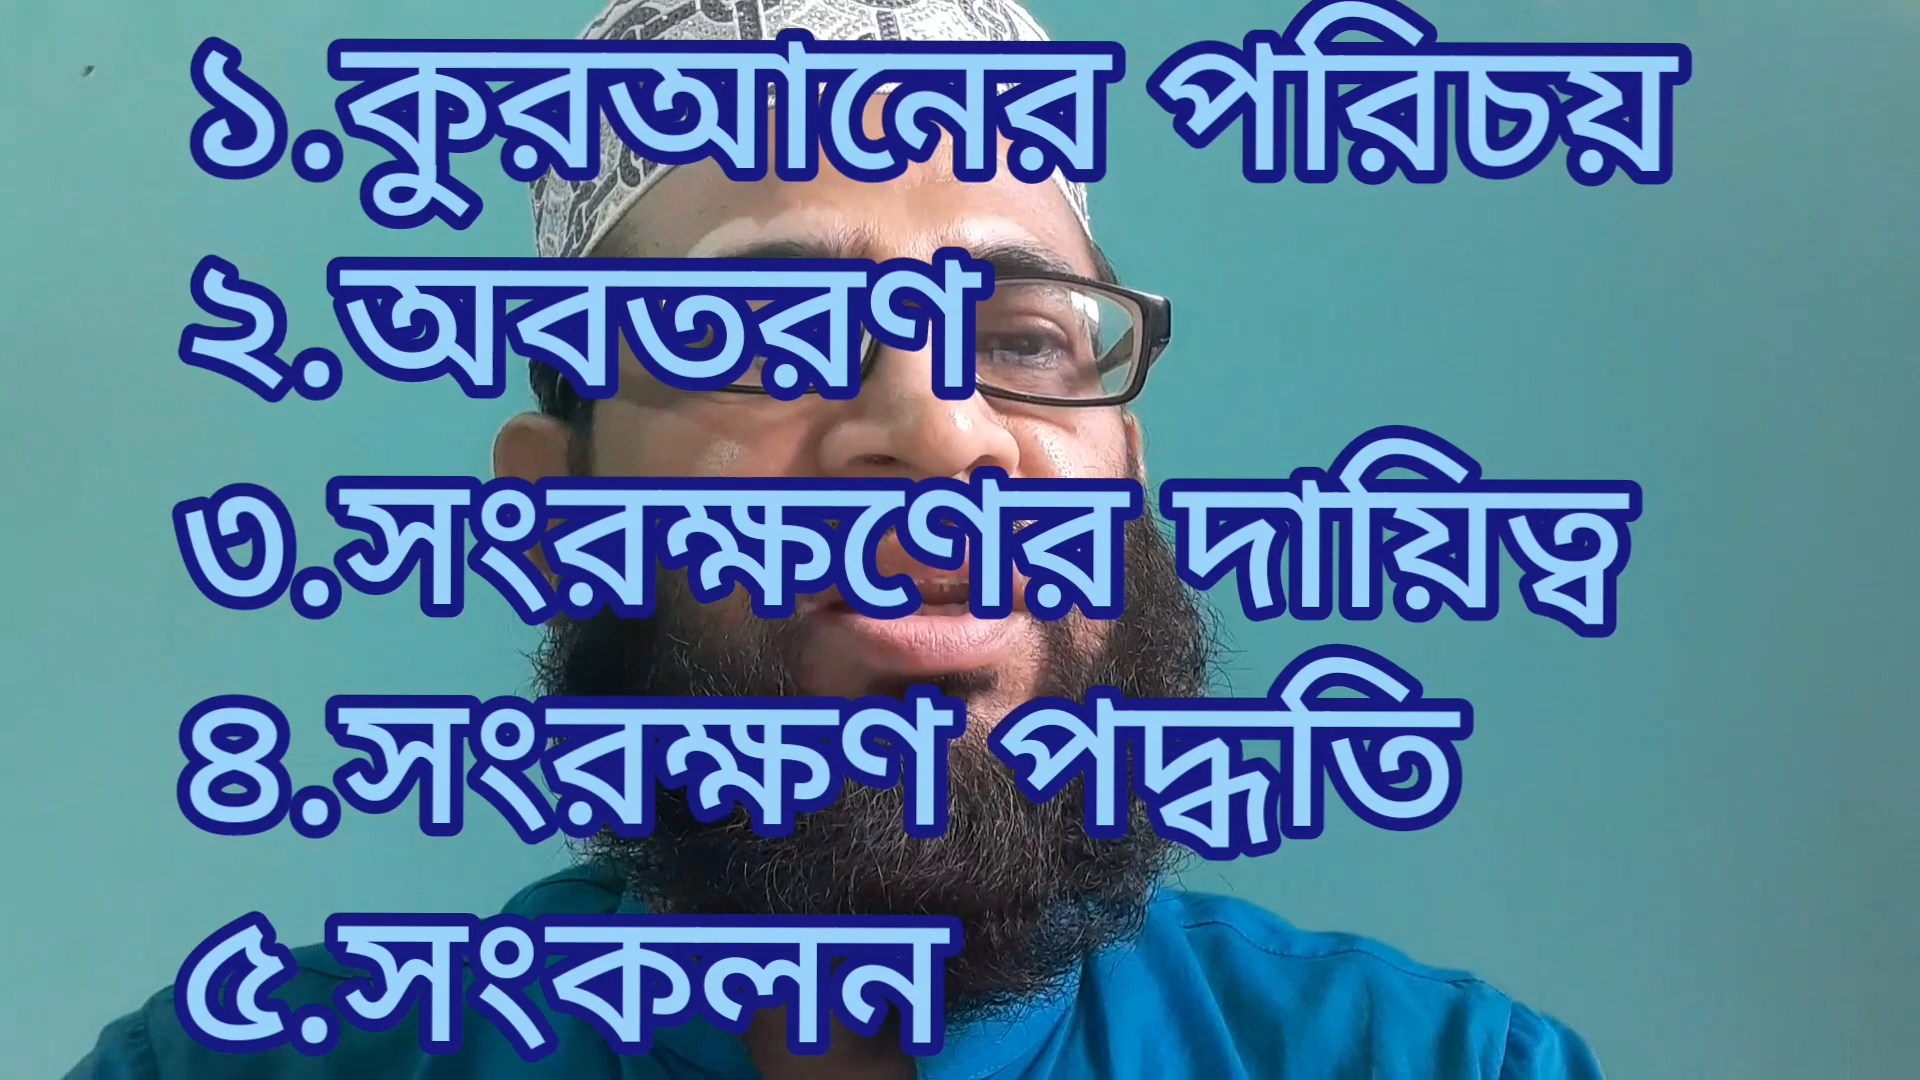 ১.কুরআনের পরিচয়
২.অবতরণ
৩.সংরক্ষণের দায়িত্ব
৪.সংরক্ষণ পদ্ধতি
৫.সংকলন